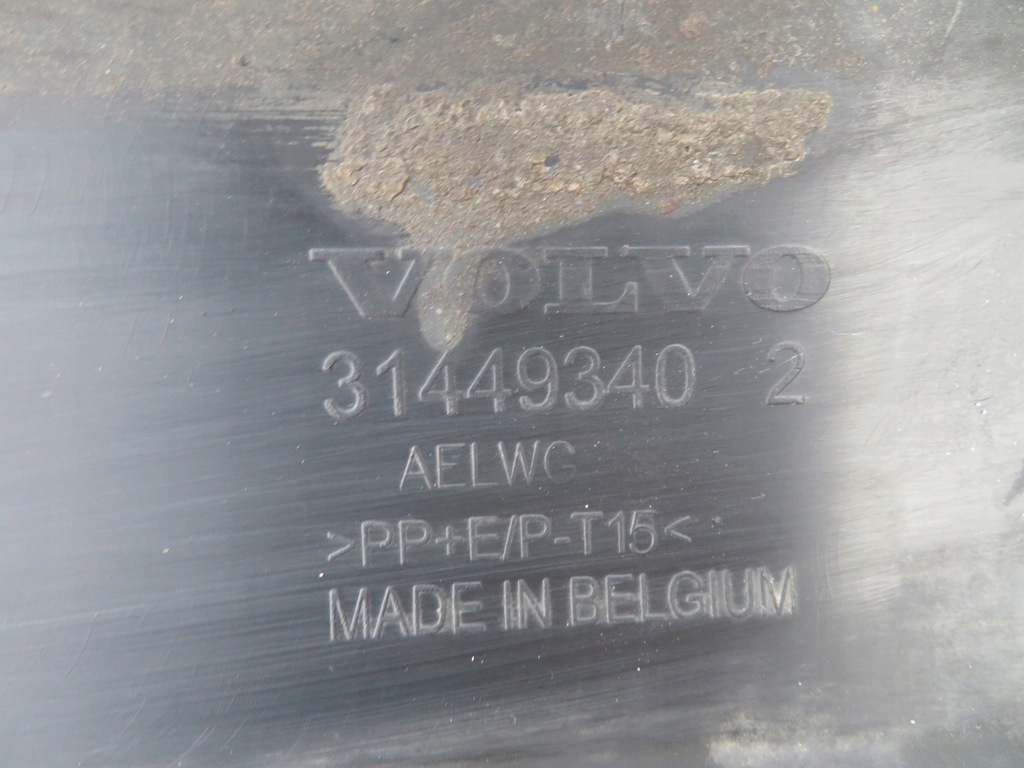 VOLVO
31449340 2
AELWG
>PP+E/P-T15<
MADE IN BELGIUM